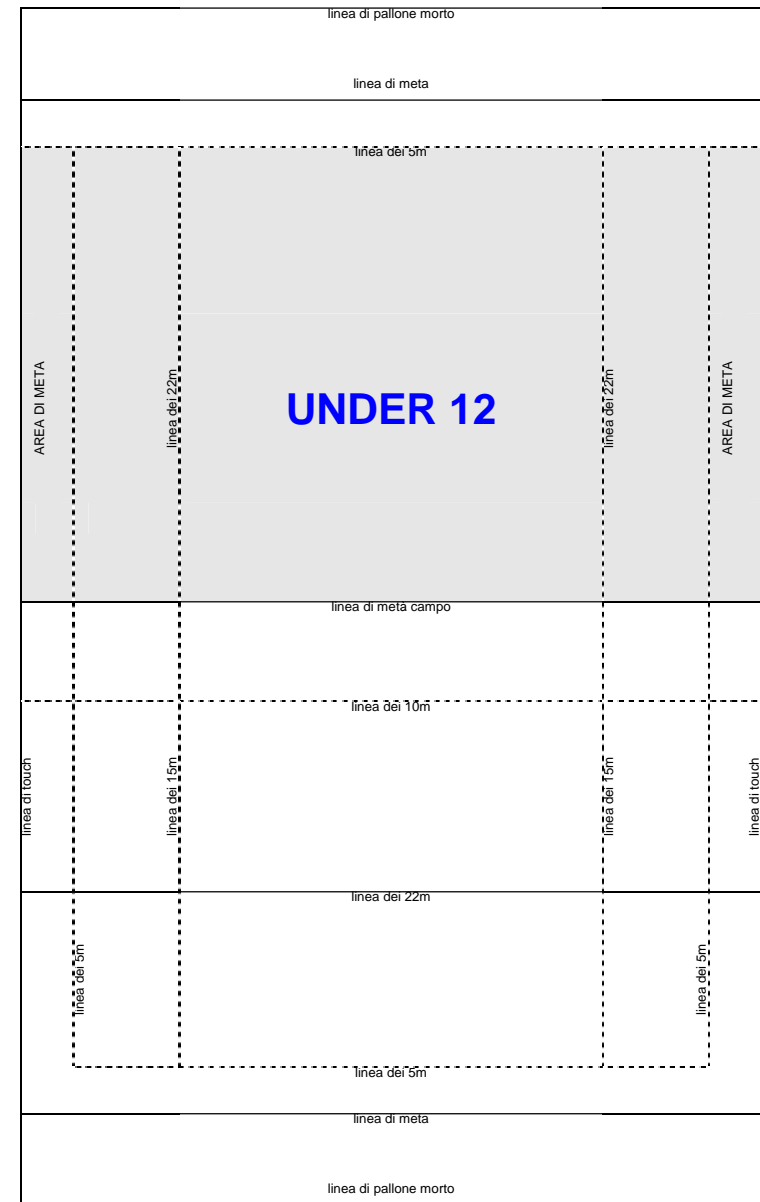 linea di pallone morto
linea di meta
linea dei 5m
AREA DI META
linea dei 22m
UNDER 12
linea dei 22m
AREA DI META
linea di metà campo
linea dei 10m
linea di touch
linea dei 15m
linea dei 15m
linea di touch
linea dei 22m
linea dei 5m
linea dei 5m
linea dei 5m
linea di meta
linea di pallone morto